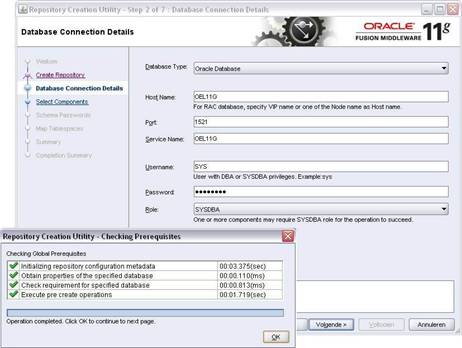 Repository Creation Utility - Step 2 of 7 : Database Connection Details
Database Connection Details
ORACLE
FUSION MIDDLEWARE
11g
Welkom
Create Repository
Database Connection Details
Select Components
Schema Passwords
Map Tablespaces
Summary
Completion Summary
Database Type: Oracle Database
Host Name: OEL11G
For RAC database, specify VIP name or one of the Node name as Host name.
Port: 1521
Service Name: OEL11G
Username: SYS
User with DBA or SYSDBA privileges. Example:sys
Password: ••••••••
Role: SYSDBA
One or more components may require SYSDBA role for the operation to succeed.
Repository Creation Utility - Checking Prerequisites
Checking Global Prerequisites
Initializing repository configuration metadata 00:03.375(sec)
Obtain properties of the specified database 00:00.110(ms)
Check requirement for specified database 00:00.813(ms)
Execute pre create operations 00:01.719(sec)
Operation completed. Click OK to continue to next page.
OK
Volgende >
Voltooien
Annuleren